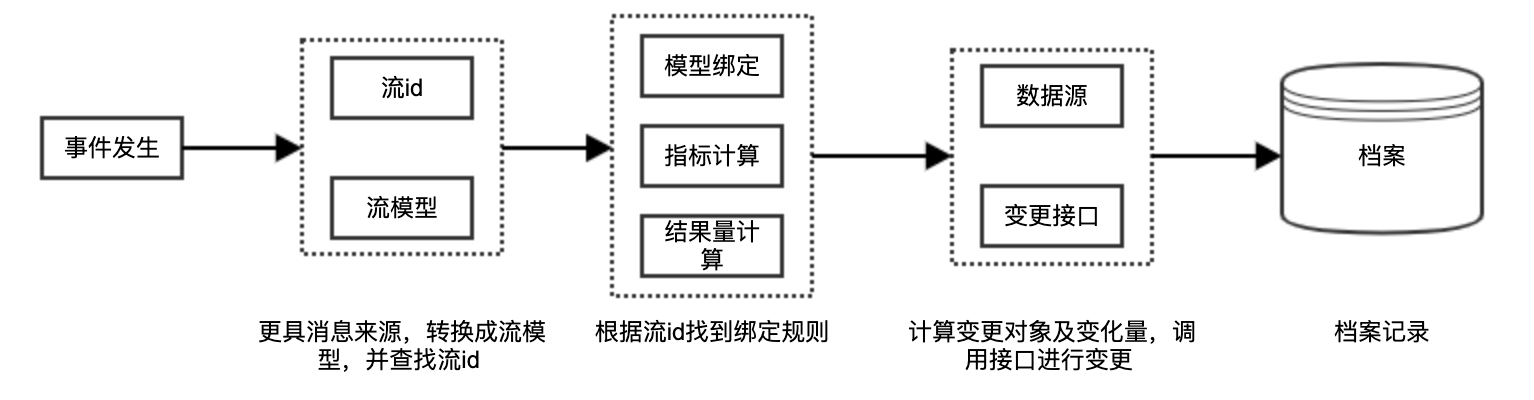 事件发生
流id
流模型
模型绑定
指标计算
结果量计
算
数据源
变更接口
档案
更具消息来源，转换成流模
型，并查找流id
根据流id找到绑定规则
计算变更对象及变化量，调
用接口进行变更
档案记录